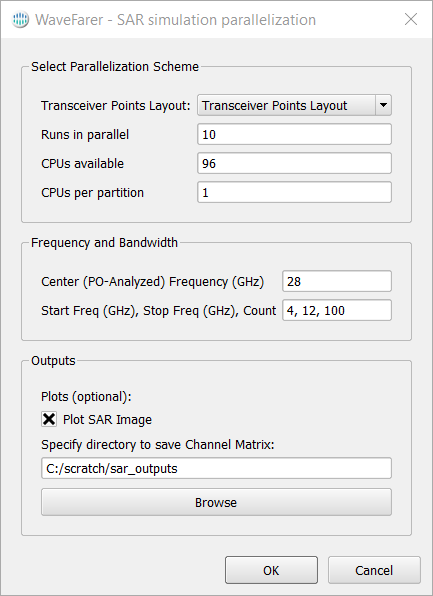 WaveFarer - SAR simulation parallelization
Select Parallelization Scheme
Transceiver Points Layout: Transceiver Points Layout
Runs in parallel 10
CPUs available 96
CPUs per partition 1
Frequency and Bandwidth
Center (PO-Analyzed) Frequency (GHz) 28
Start Freq (GHz), Stop Freq (GHz), Count 4, 12, 100
Outputs
Plots (optional):
Plot SAR Image
Specify directory to save Channel Matrix:
C:/scratch/sar_outputs
Browse
OK Cancel